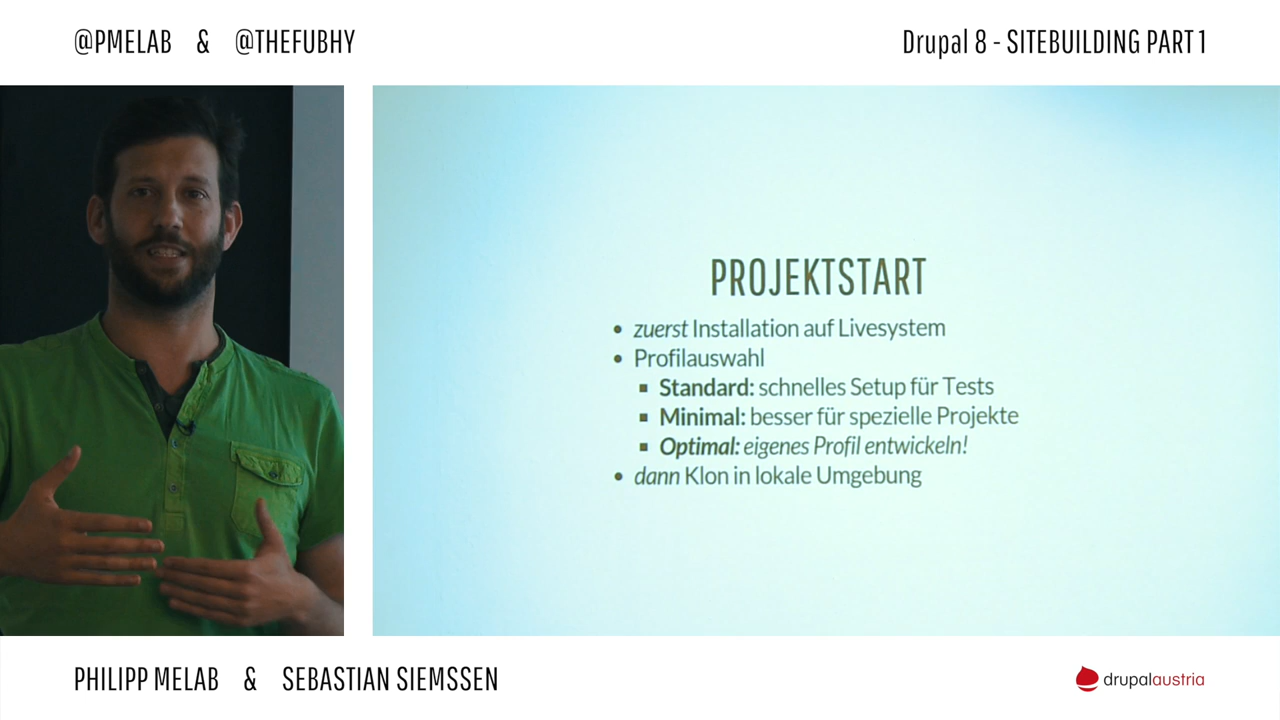 @PMELAB & @THEFUBHY
Drupal 8 - SITEBUILDING PART 1
PROJEKTSTART
• zuerst Installation auf Livesystem
• Profilauswahl
▪ Standard: schnelles Setup für Tests
▪ Minimal: besser für spezielle Projekte
▪ Optimal: eigenes Profil entwickeln!
• dann Klon in lokale Umgebung
PHILIPP MELAB & SEBASTIAN SIEMSSEN
drupalaustria